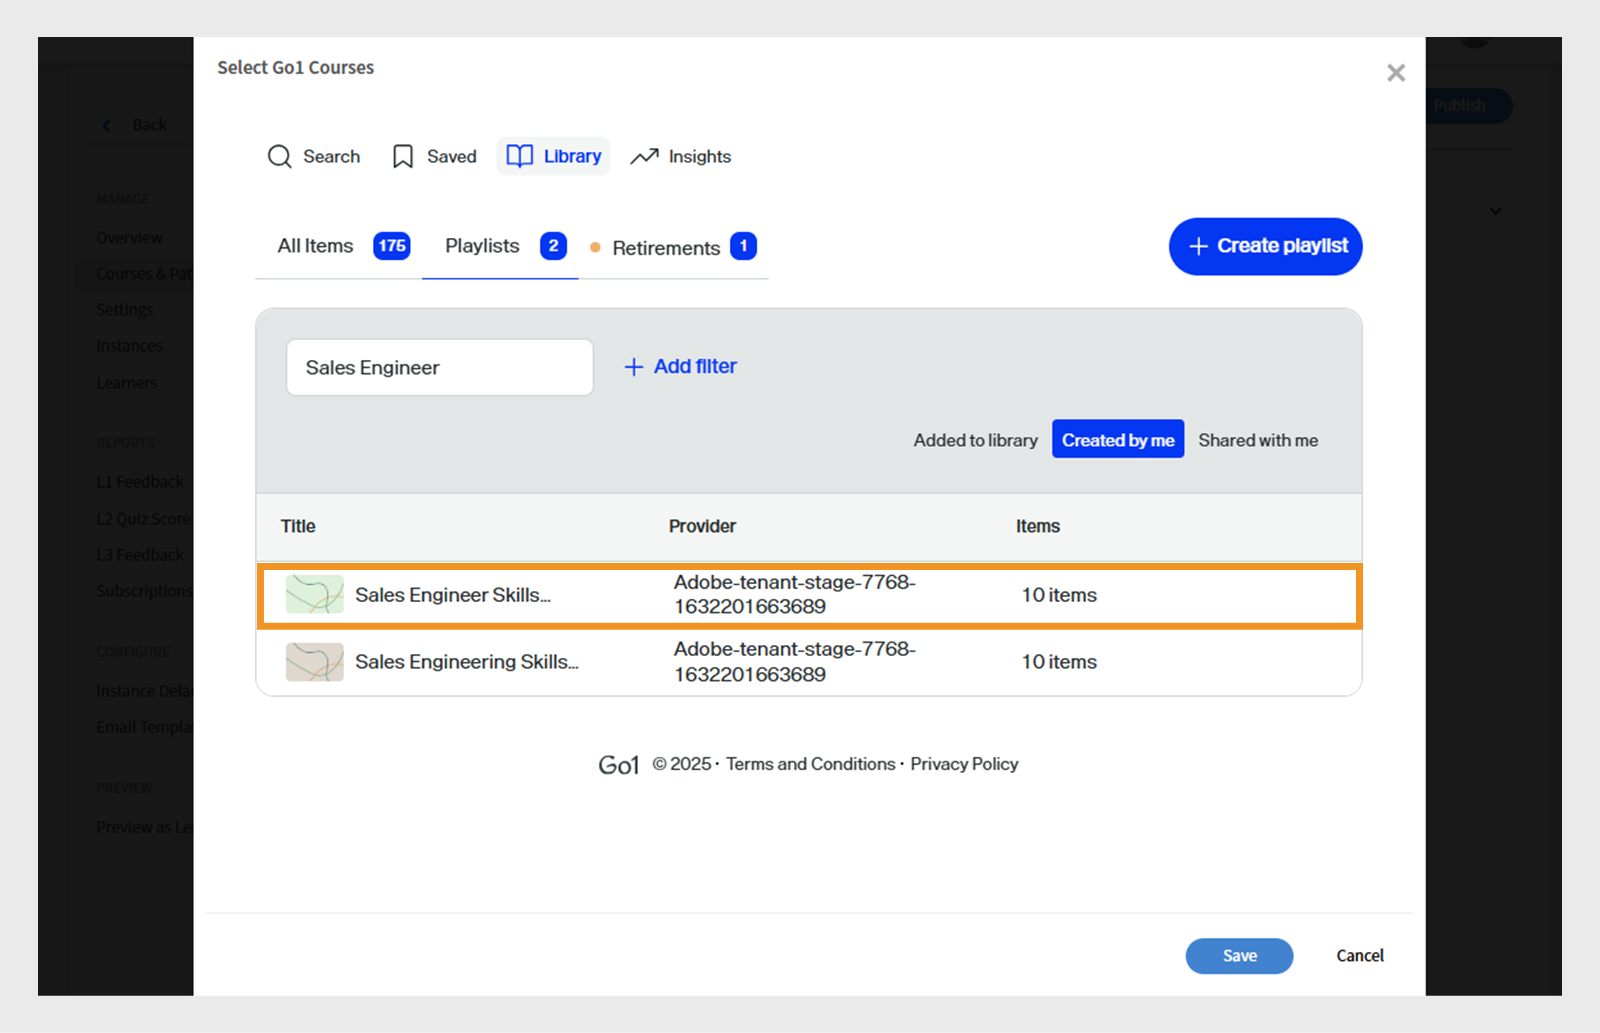 Select Go1 Courses
Publish
Back
Search
Saved
Library
Insights
MANAGE
Overview
Courses & Pat
Settings
Instances
Learners
All Items 175
Playlists 2
Retirements 1
+ Create playlist
Sales Engineer
+ Add filter
Added to library
Created by me
Shared with me
REPORTS
L1 Feedback
L2 Quiz Score
L3 Feedback
Subscriptions
Title
Provider
Items
Sales Engineer Skills...
Adobe-tenant-stage-7768-
1632201663689
10 items
Sales Engineering Skills...
Adobe-tenant-stage-7768-
1632201663689
10 items
CONFIGURE
Instance Defa
Email Templa
Go1 © 2025 · Terms and Conditions · Privacy Policy
PREVIEW
Preview as Le
Save
Cancel